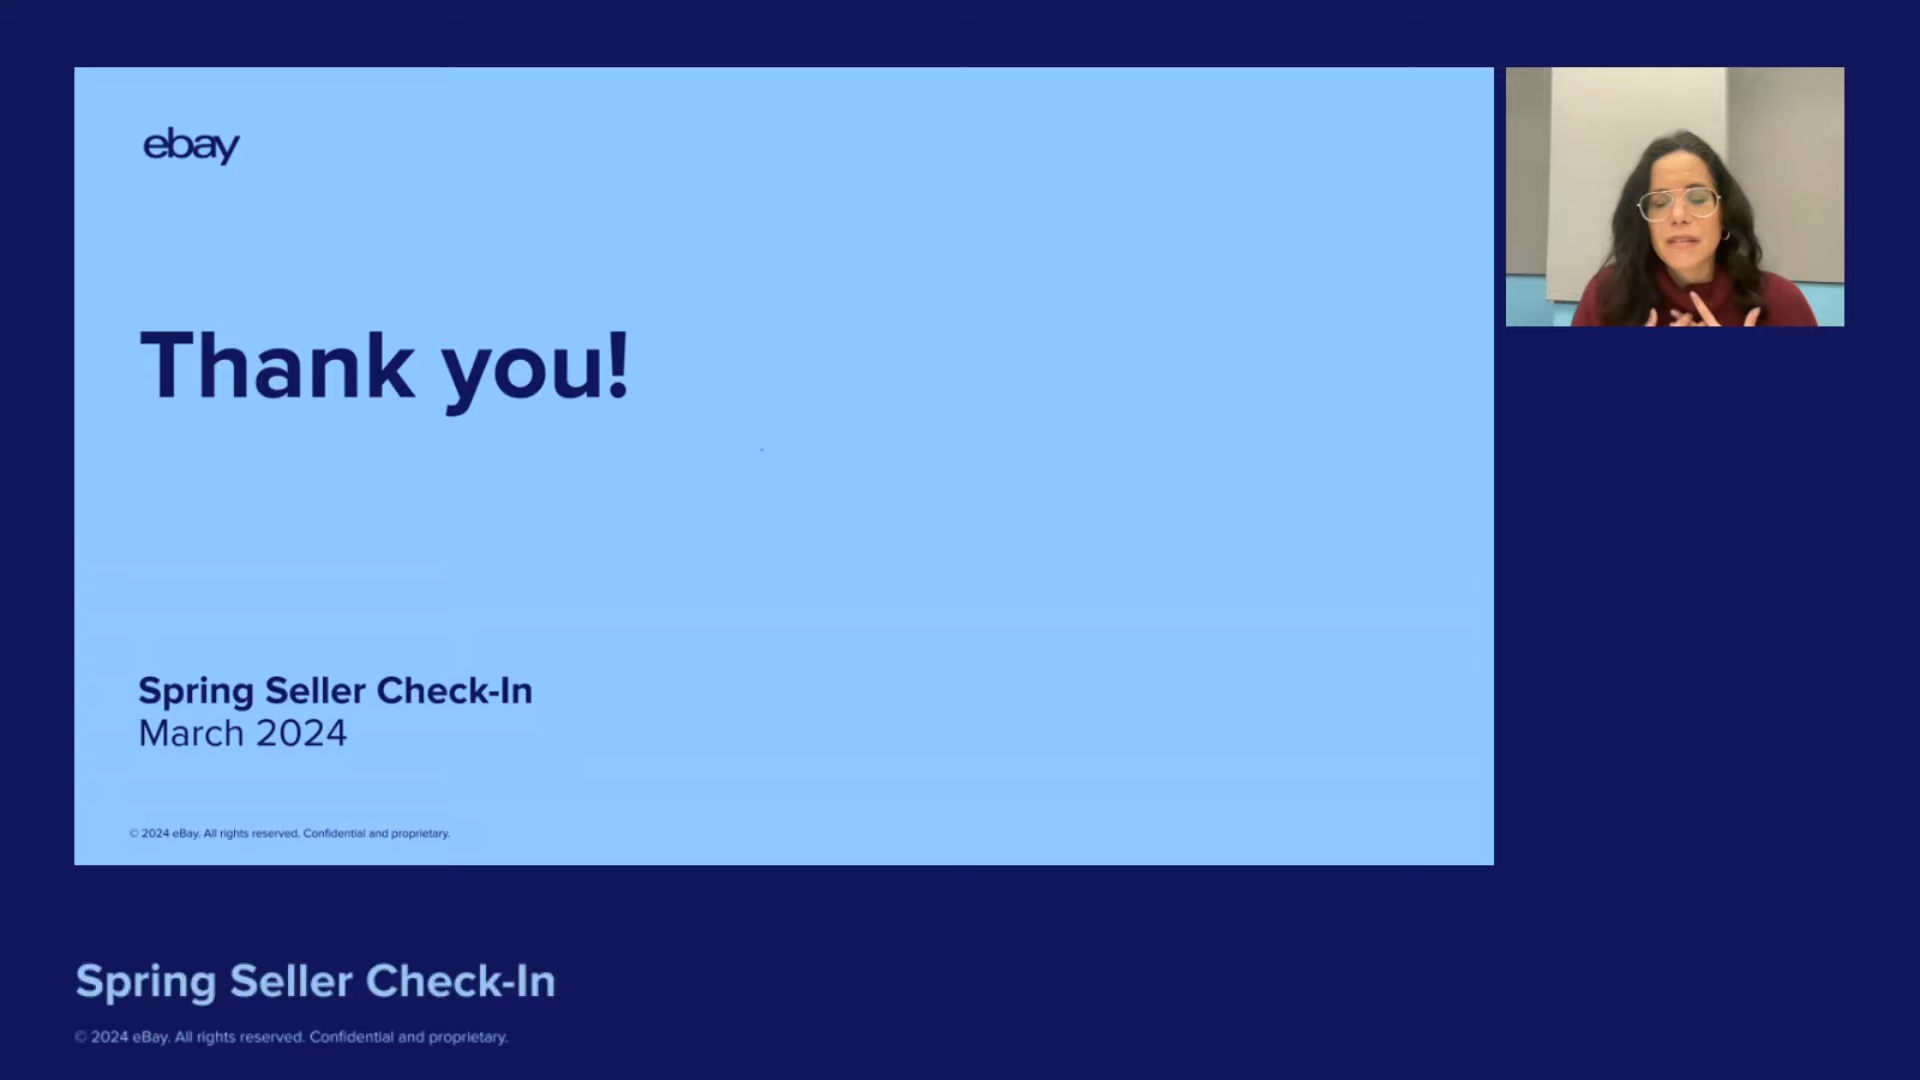 ebay
Thank you!
Spring Seller Check-In
March 2024
© 2024 eBay. All rights reserved. Confidential and proprietary.
Spring Seller Check-In
© 2024 eBay. All rights reserved. Confidential and proprietary.